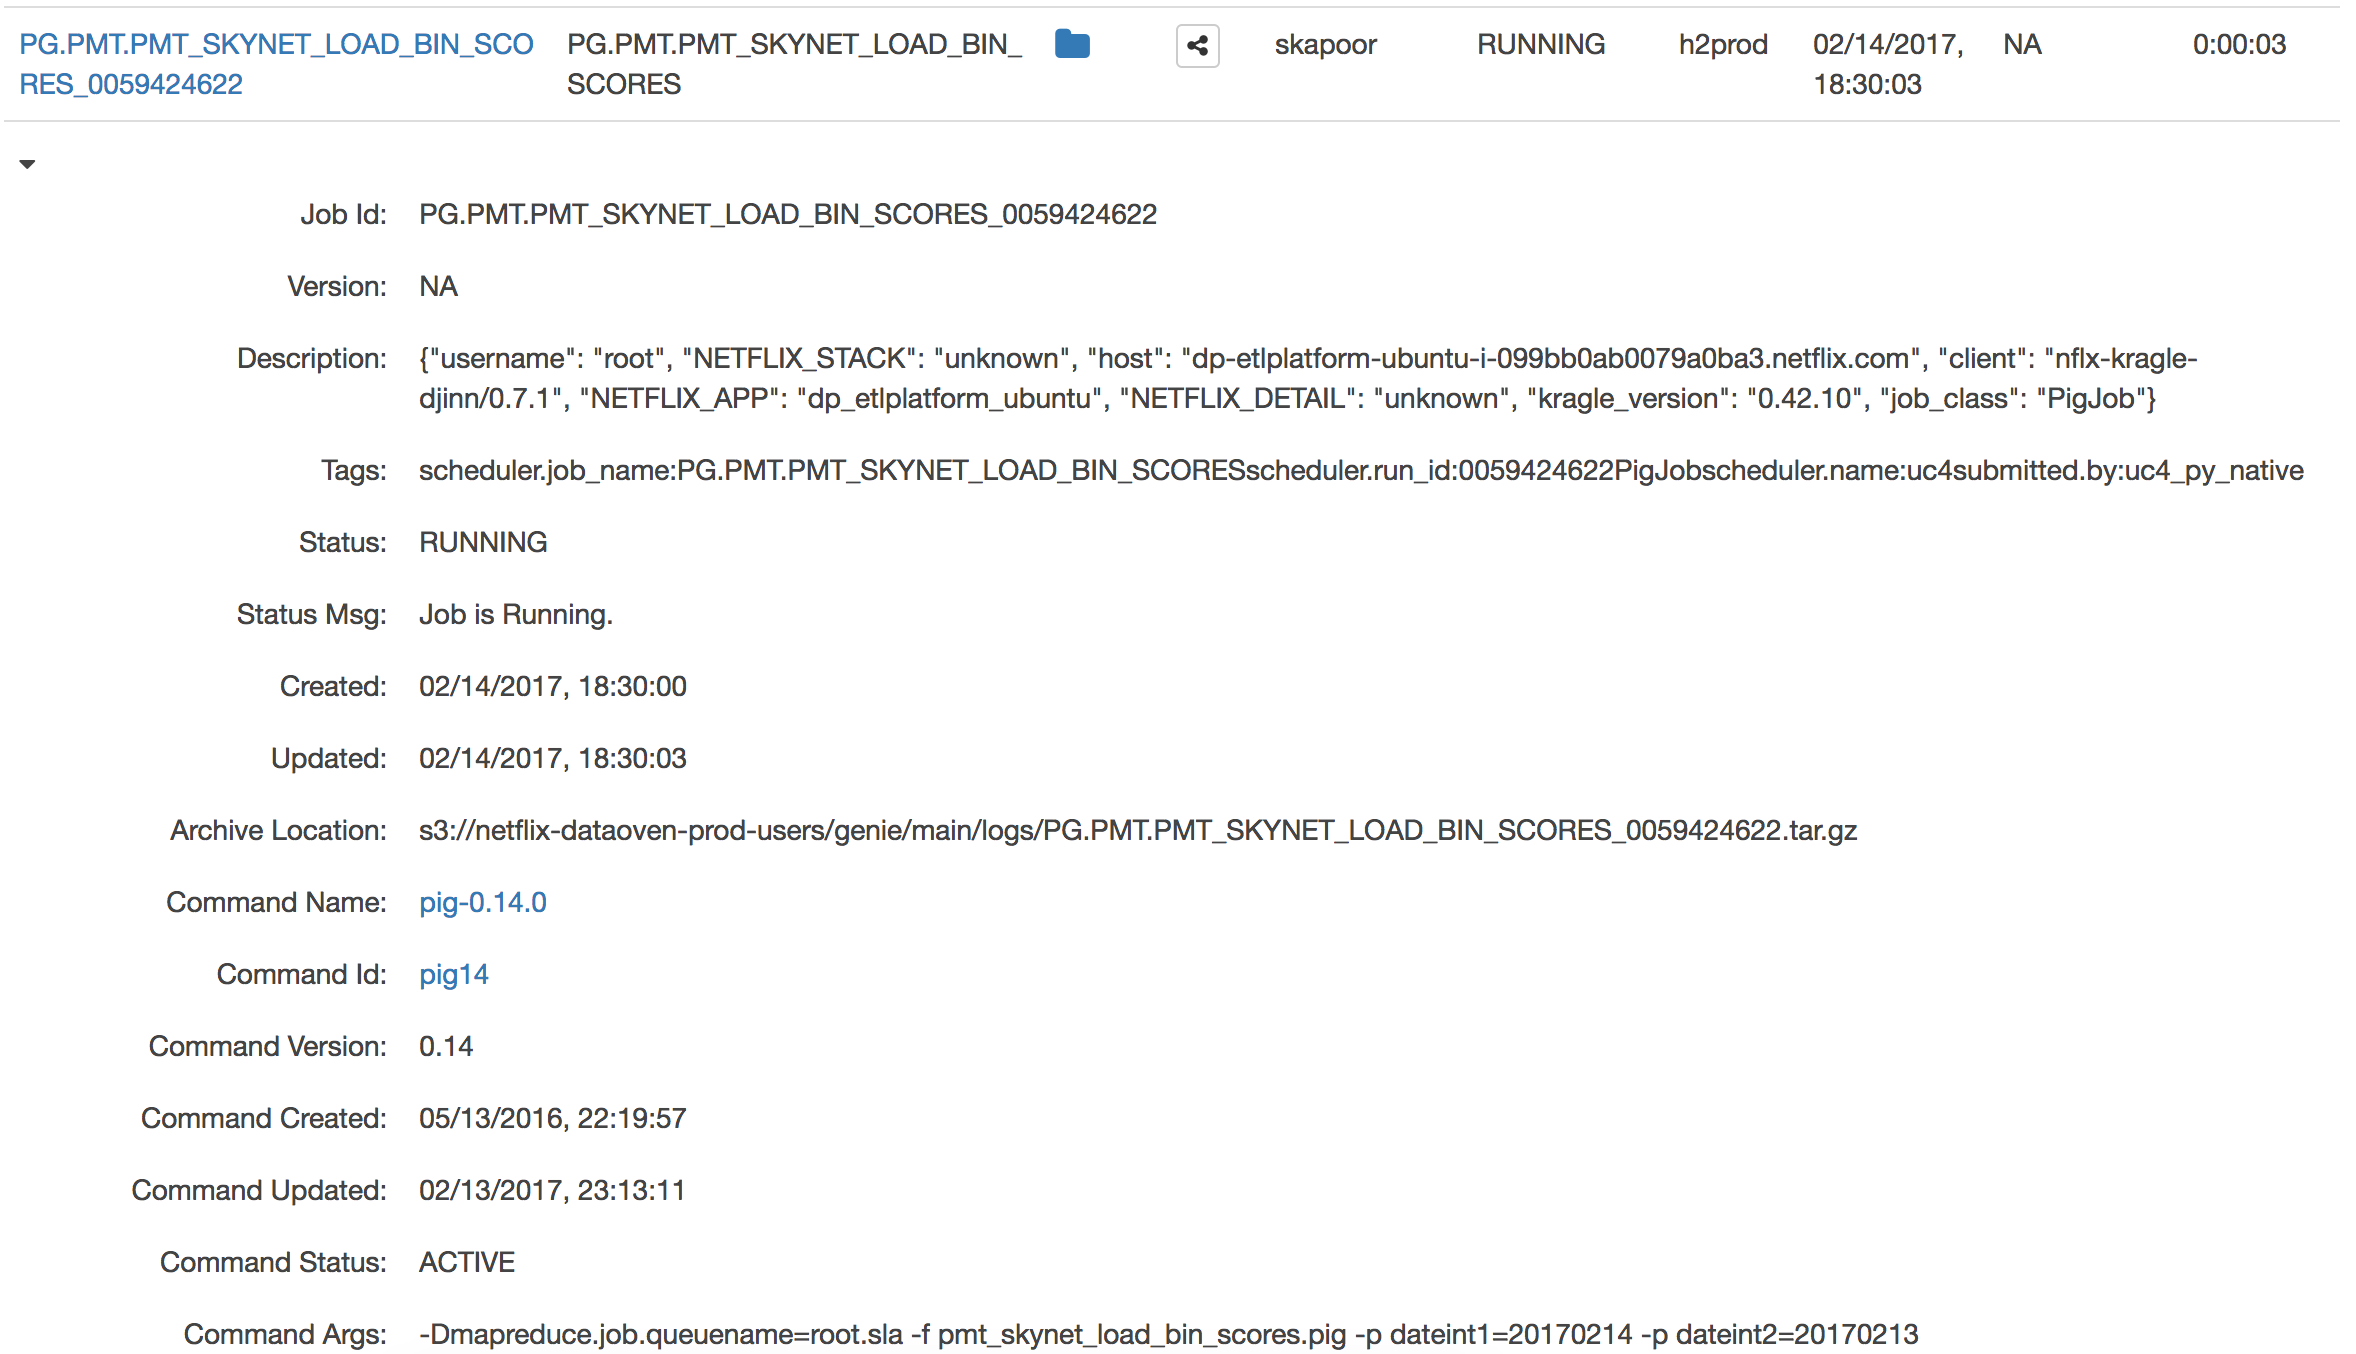 PG.PMT.PMT_SKYNET_LOAD_BIN_SCO PG.PMT.PMT_SKYNET_LOAD_BIN_ skapoor RUNNING h2prod 02/14/2017, NA 0:00:03
RES_0059424622 SCORES 18:30:03
Job Id: PG.PMT.PMT_SKYNET_LOAD_BIN_SCORES_0059424622
Version: NA
Description: {"username": "root", "NETFLIX_STACK": "unknown", "host": "dp-etlplatform-ubuntu-i-099bb0ab0079a0ba3.netflix.com", "client": "nflx-kragle-
djinn/0.7.1", "NETFLIX_APP": "dp_etlplatform_ubuntu", "NETFLIX_DETAIL": "unknown", "kragle_version": "0.42.10", "job_class": "PigJob"}
Tags: scheduler.job_name:PG.PMT.PMT_SKYNET_LOAD_BIN_SCORESscheduler.run_id:0059424622PigJobscheduler.name:uc4submitted.by:uc4_py_native
Status: RUNNING
Status Msg: Job is Running.
Created: 02/14/2017, 18:30:00
Updated: 02/14/2017, 18:30:03
Archive Location: s3://netflix-dataoven-prod-users/genie/main/logs/PG.PMT.PMT_SKYNET_LOAD_BIN_SCORES_0059424622.tar.gz
Command Name: pig-0.14.0
Command Id: pig14
Command Version: 0.14
Command Created: 05/13/2016, 22:19:57
Command Updated: 02/13/2017, 23:13:11
Command Status: ACTIVE
Command Args: -Dmapreduce.job.queuename=root.sla -f pmt_skynet_load_bin_scores.pig -p dateint1=20170214 -p dateint2=20170213